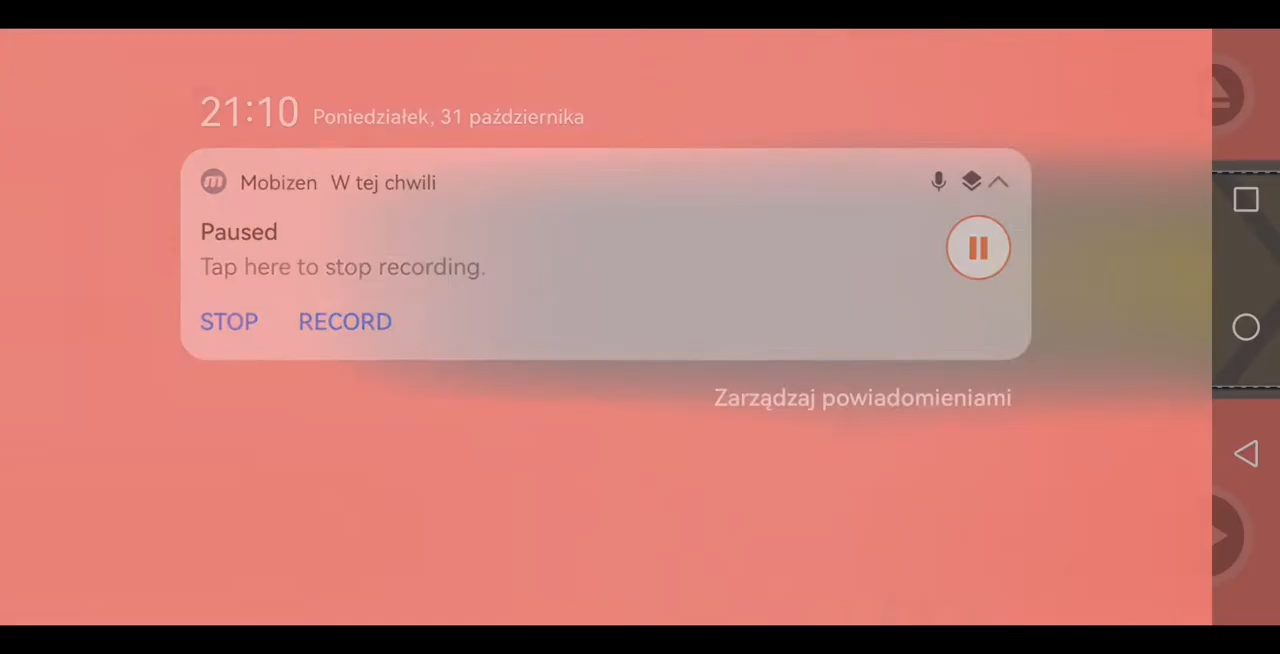 21:10 Poniedziałek, 31 października
Mobizen W tej chwili
Paused
Tap here to stop recording.
STOP RECORD
Zarządzaj powiadomieniami